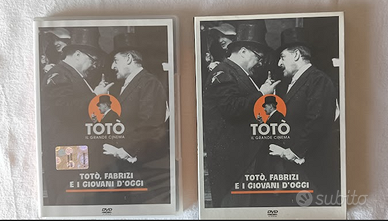 TOTÒ
IL GRANDE CINEMA
TOTÒ, FABRIZI
E I GIOVANI D'OGGI
DVD
TOTÒ
IL GRANDE CINEMA
TOTÒ, FABRIZI
E I GIOVANI D'OGGI
DVD
subito